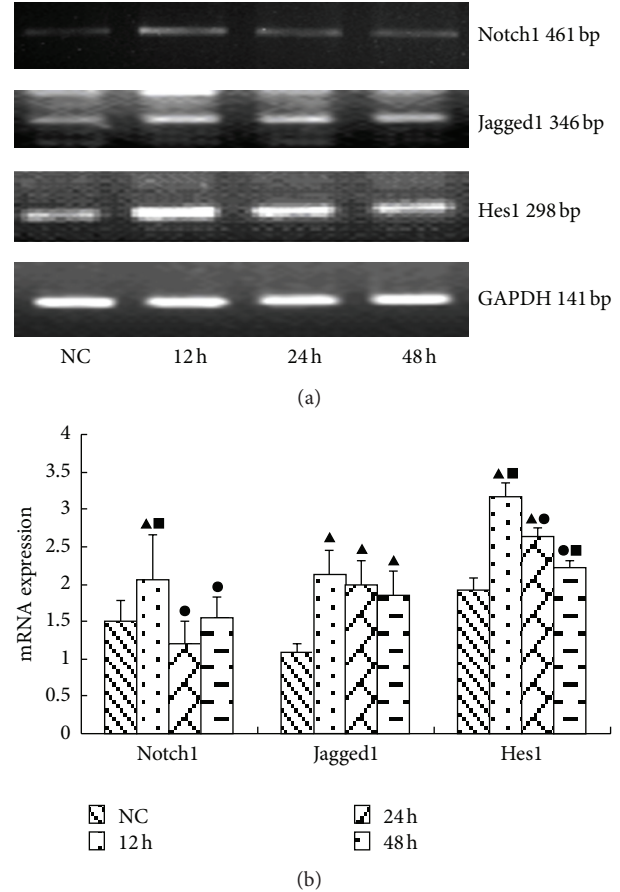 Notch1 461 bp
Jagged1 346 bp
Hes1 298 bp
GAPDH 141 bp
NC 12 h 24 h 48 h
(a)
4
3.5
3
2.5
2
1.5
1
0.5
0
mRNA expression
Notch1 Jagged1 Hes1
NC 24 h
12 h 48 h
(b)